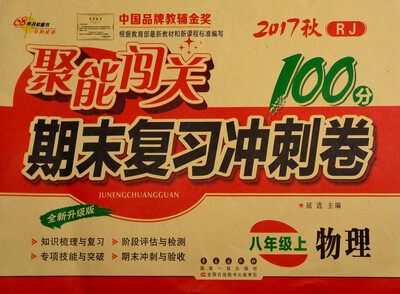 中国品牌教辅金奖
根据教育部最新教材和新课程标准编写
2017秋 RJ
聚能闯关 100分
期末复习冲刺卷
JUNENGCHUANGGUAN
全新升级版
延选 主编
知识梳理与复习 阶段评估与检测
专项技能与突破 期末冲刺与验收
八年级上 物理